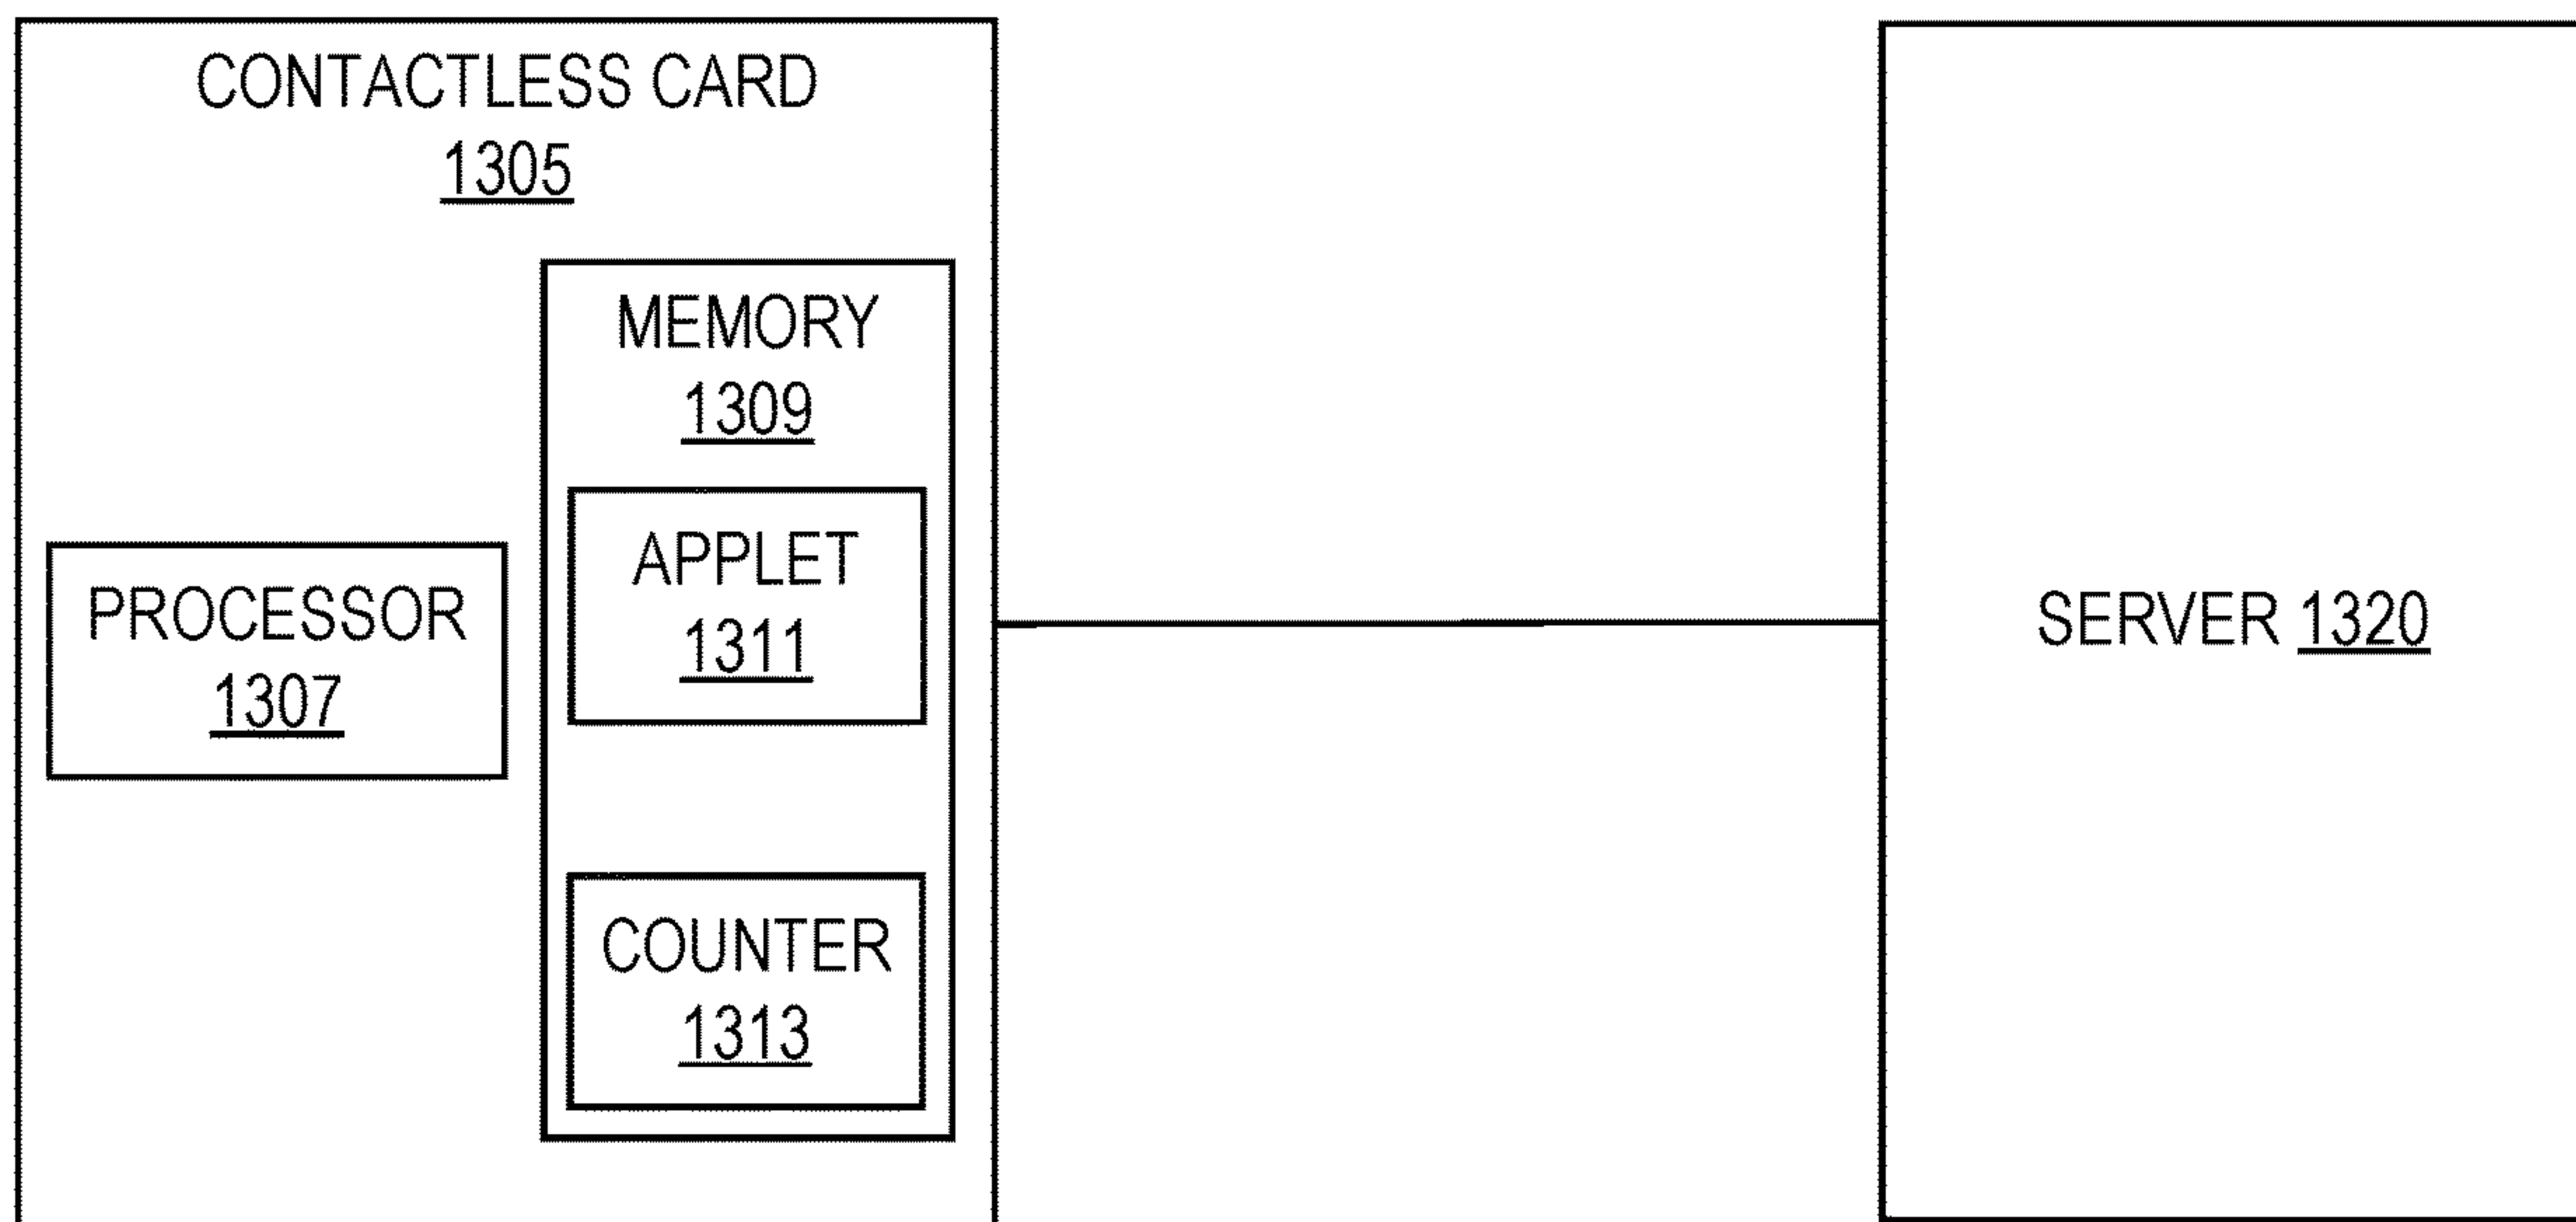 CONTACTLESS CARD
1305
MEMORY
1309
APPLET
1311
PROCESSOR
1307
COUNTER
1313
SERVER 1320